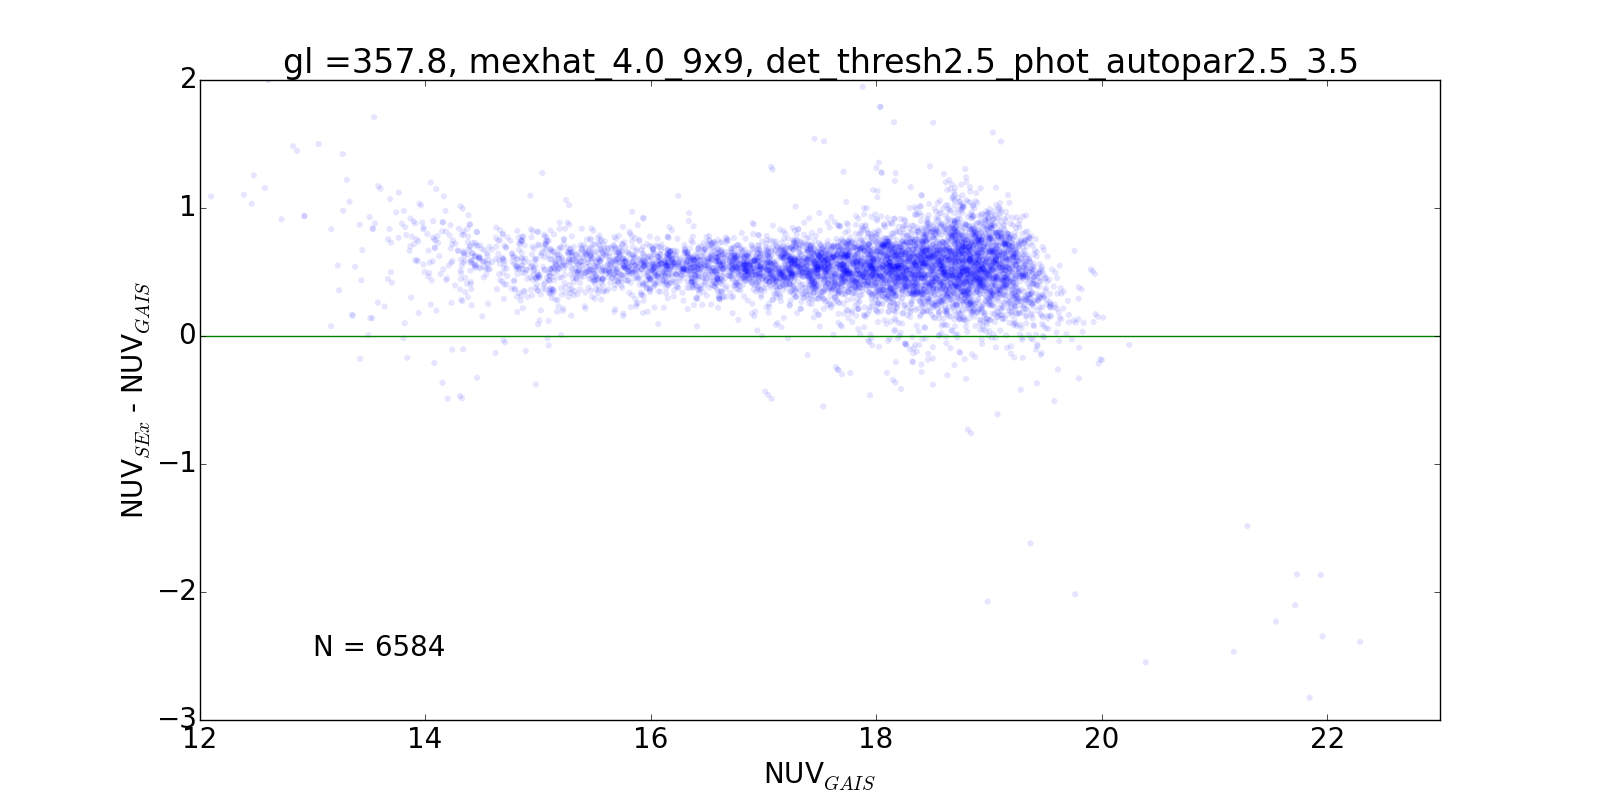 gl =357.8, mexhat_4.0_9x9, det_thresh2.5_phot_autopar2.5_3.5
2
1
0
−1
−2
−3
NUV_SEx - NUV_GAIS
N = 6584
12 14 16 18 20 22
NUV_GAIS